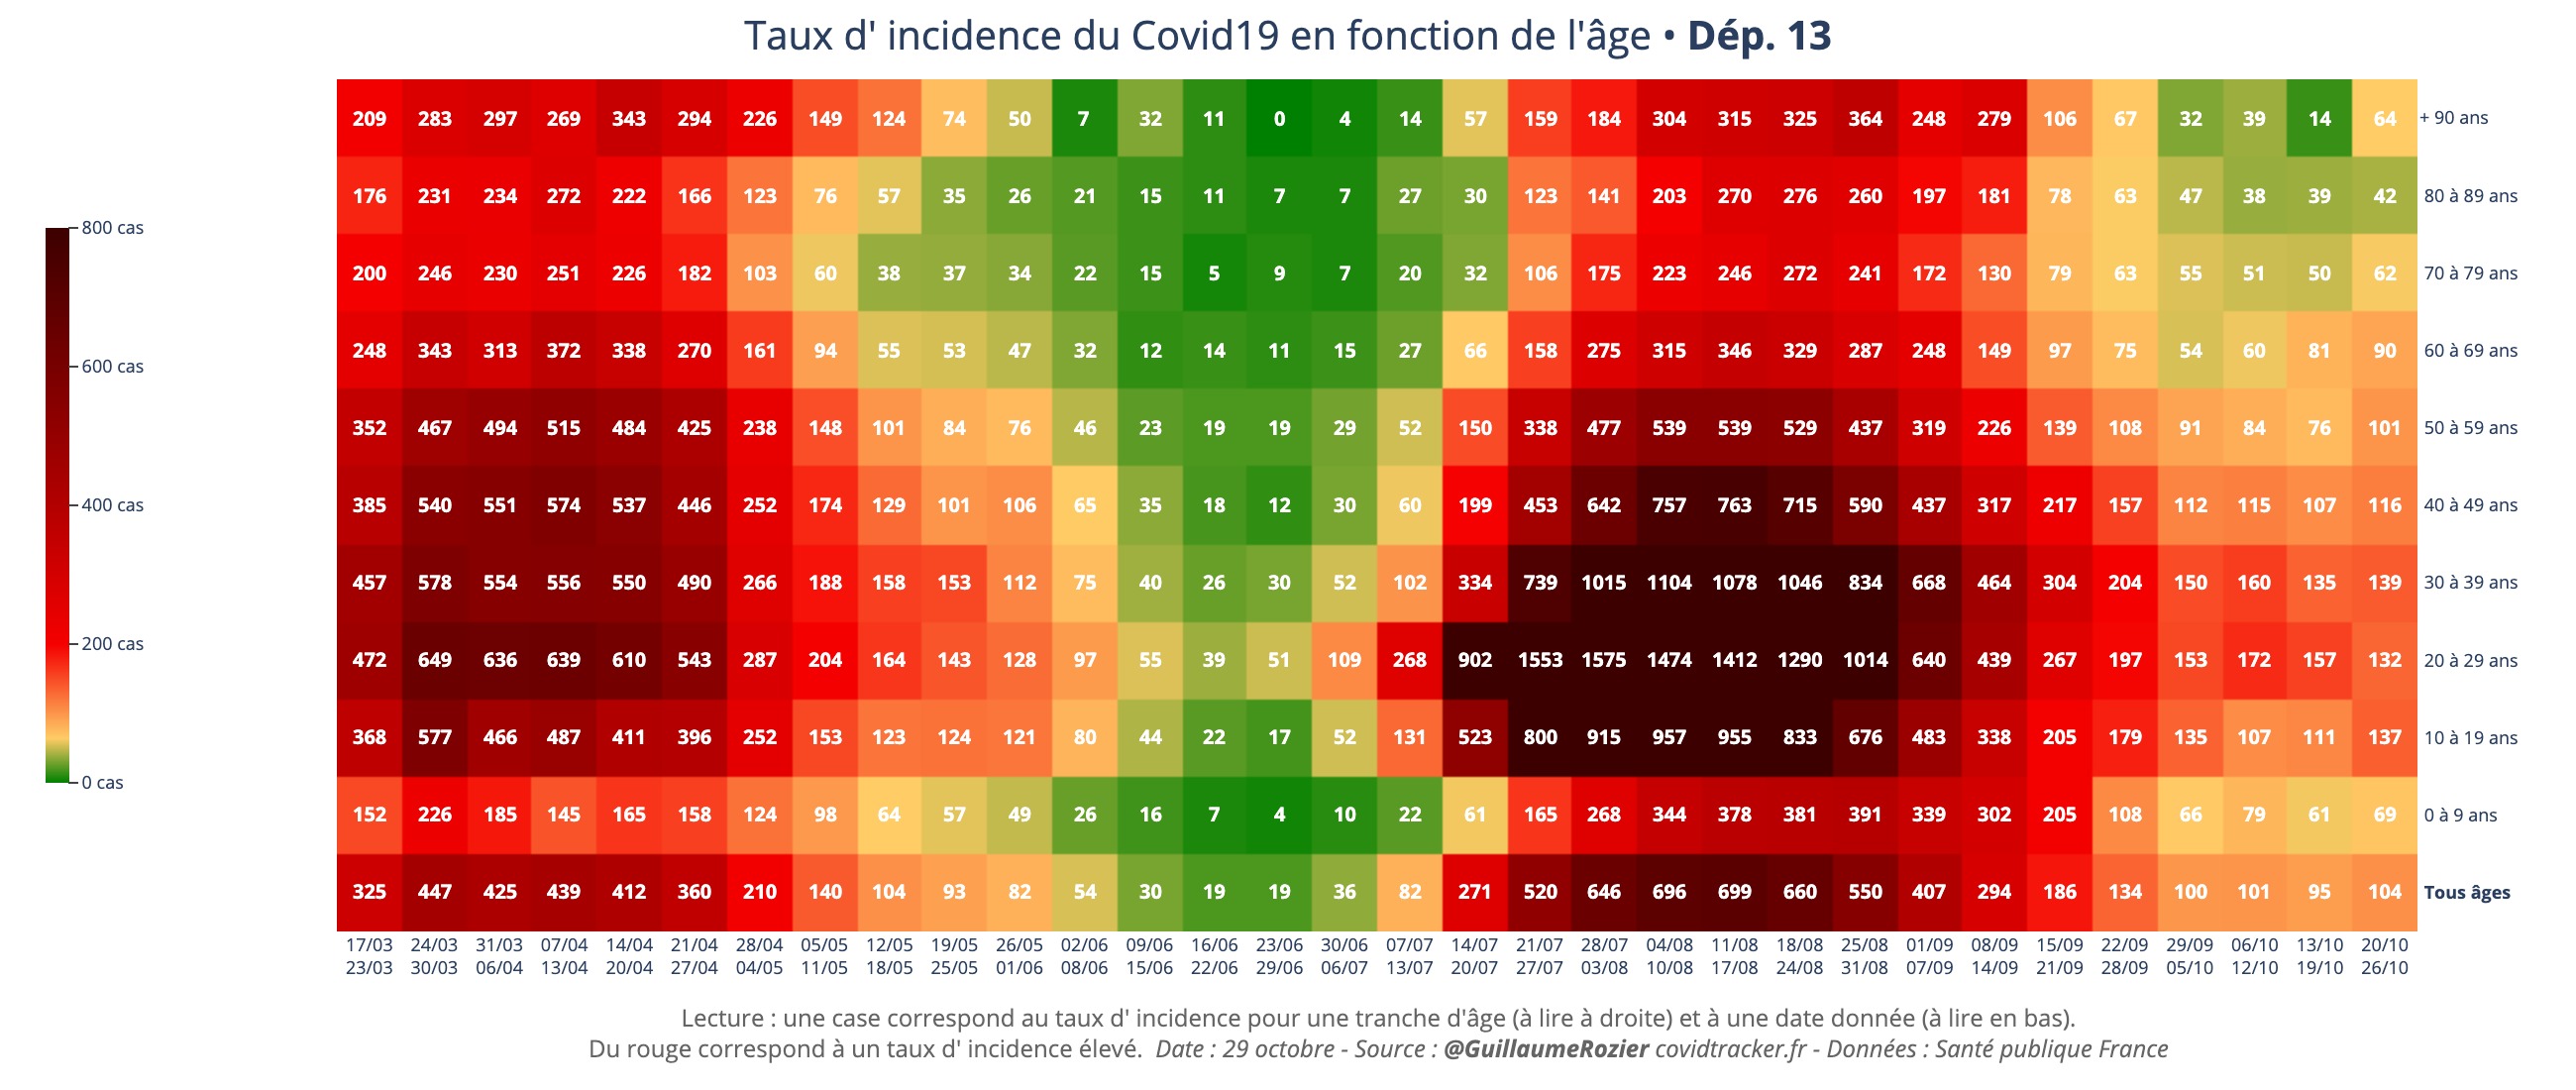 Taux d' incidence du Covid19 en fonction de l'âge • Dép. 13
800 cas
600 cas
400 cas
200 cas
0 cas
209 283 297 269 343 294 226 149 124 74 50 7 32 11 0 4 14 57 159 184 304 315 325 364 248 279 106 67 32 39 14 64 + 90 ans
176 231 234 272 222 166 123 76 57 35 26 21 15 11 7 7 27 30 123 141 203 270 276 260 197 181 78 63 47 38 39 42 80 à 89 ans
200 246 230 251 226 182 103 60 38 37 34 22 15 5 9 7 20 32 106 175 223 246 272 241 172 130 79 63 55 51 50 62 70 à 79 ans
248 343 313 372 338 270 161 94 55 53 47 32 12 14 11 15 27 66 158 275 315 346 329 287 248 149 97 75 54 60 81 90 60 à 69 ans
352 467 494 515 484 425 238 148 101 84 76 46 23 19 19 29 52 150 338 477 539 539 529 437 319 226 139 108 91 84 76 101 50 à 59 ans
385 540 551 574 537 446 252 174 129 101 106 65 35 18 12 30 60 199 453 642 757 763 715 590 437 317 217 157 112 115 107 116 40 à 49 ans
457 578 554 556 550 490 266 188 158 153 112 75 40 26 30 52 102 334 739 1015 1104 1078 1046 834 668 464 304 204 150 160 135 139 30 à 39 ans
472 649 636 639 610 543 287 204 164 143 128 97 55 39 51 109 268 902 1553 1575 1474 1412 1290 1014 640 439 267 197 153 172 157 132 20 à 29 ans
368 577 466 487 411 396 252 153 123 124 121 80 44 22 17 52 131 523 800 915 957 955 833 676 483 338 205 179 135 107 111 137 10 à 19 ans
152 226 185 145 165 158 124 98 64 57 49 26 16 7 4 10 22 61 165 268 344 378 381 391 339 302 205 108 66 79 61 69 0 à 9 ans
325 447 425 439 412 360 210 140 104 93 82 54 30 19 19 36 82 271 520 646 696 699 660 550 407 294 186 134 100 101 95 104 Tous âges
17/03 24/03 31/03 07/04 14/04 21/04 28/04 05/05 12/05 19/05 26/05 02/06 09/06 16/06 23/06 30/06 07/07 14/07 21/07 28/07 04/08 11/08 18/08 25/08 01/09 08/09 15/09 22/09 29/09 06/10 13/10 20/10
23/03 30/03 06/04 13/04 20/04 27/04 04/05 11/05 18/05 25/05 01/06 08/06 15/06 22/06 29/06 06/07 13/07 20/07 27/07 03/08 10/08 17/08 24/08 31/08 07/09 14/09 21/09 28/09 05/10 12/10 19/10 26/10
Lecture : une case correspond au taux d' incidence pour une tranche d'âge (à lire à droite) et à une date donnée (à lire en bas).
Du rouge correspond à un taux d' incidence élevé. Date : 29 octobre - Source : @GuillaumeRozier covidtracker.fr - Données : Santé publique France